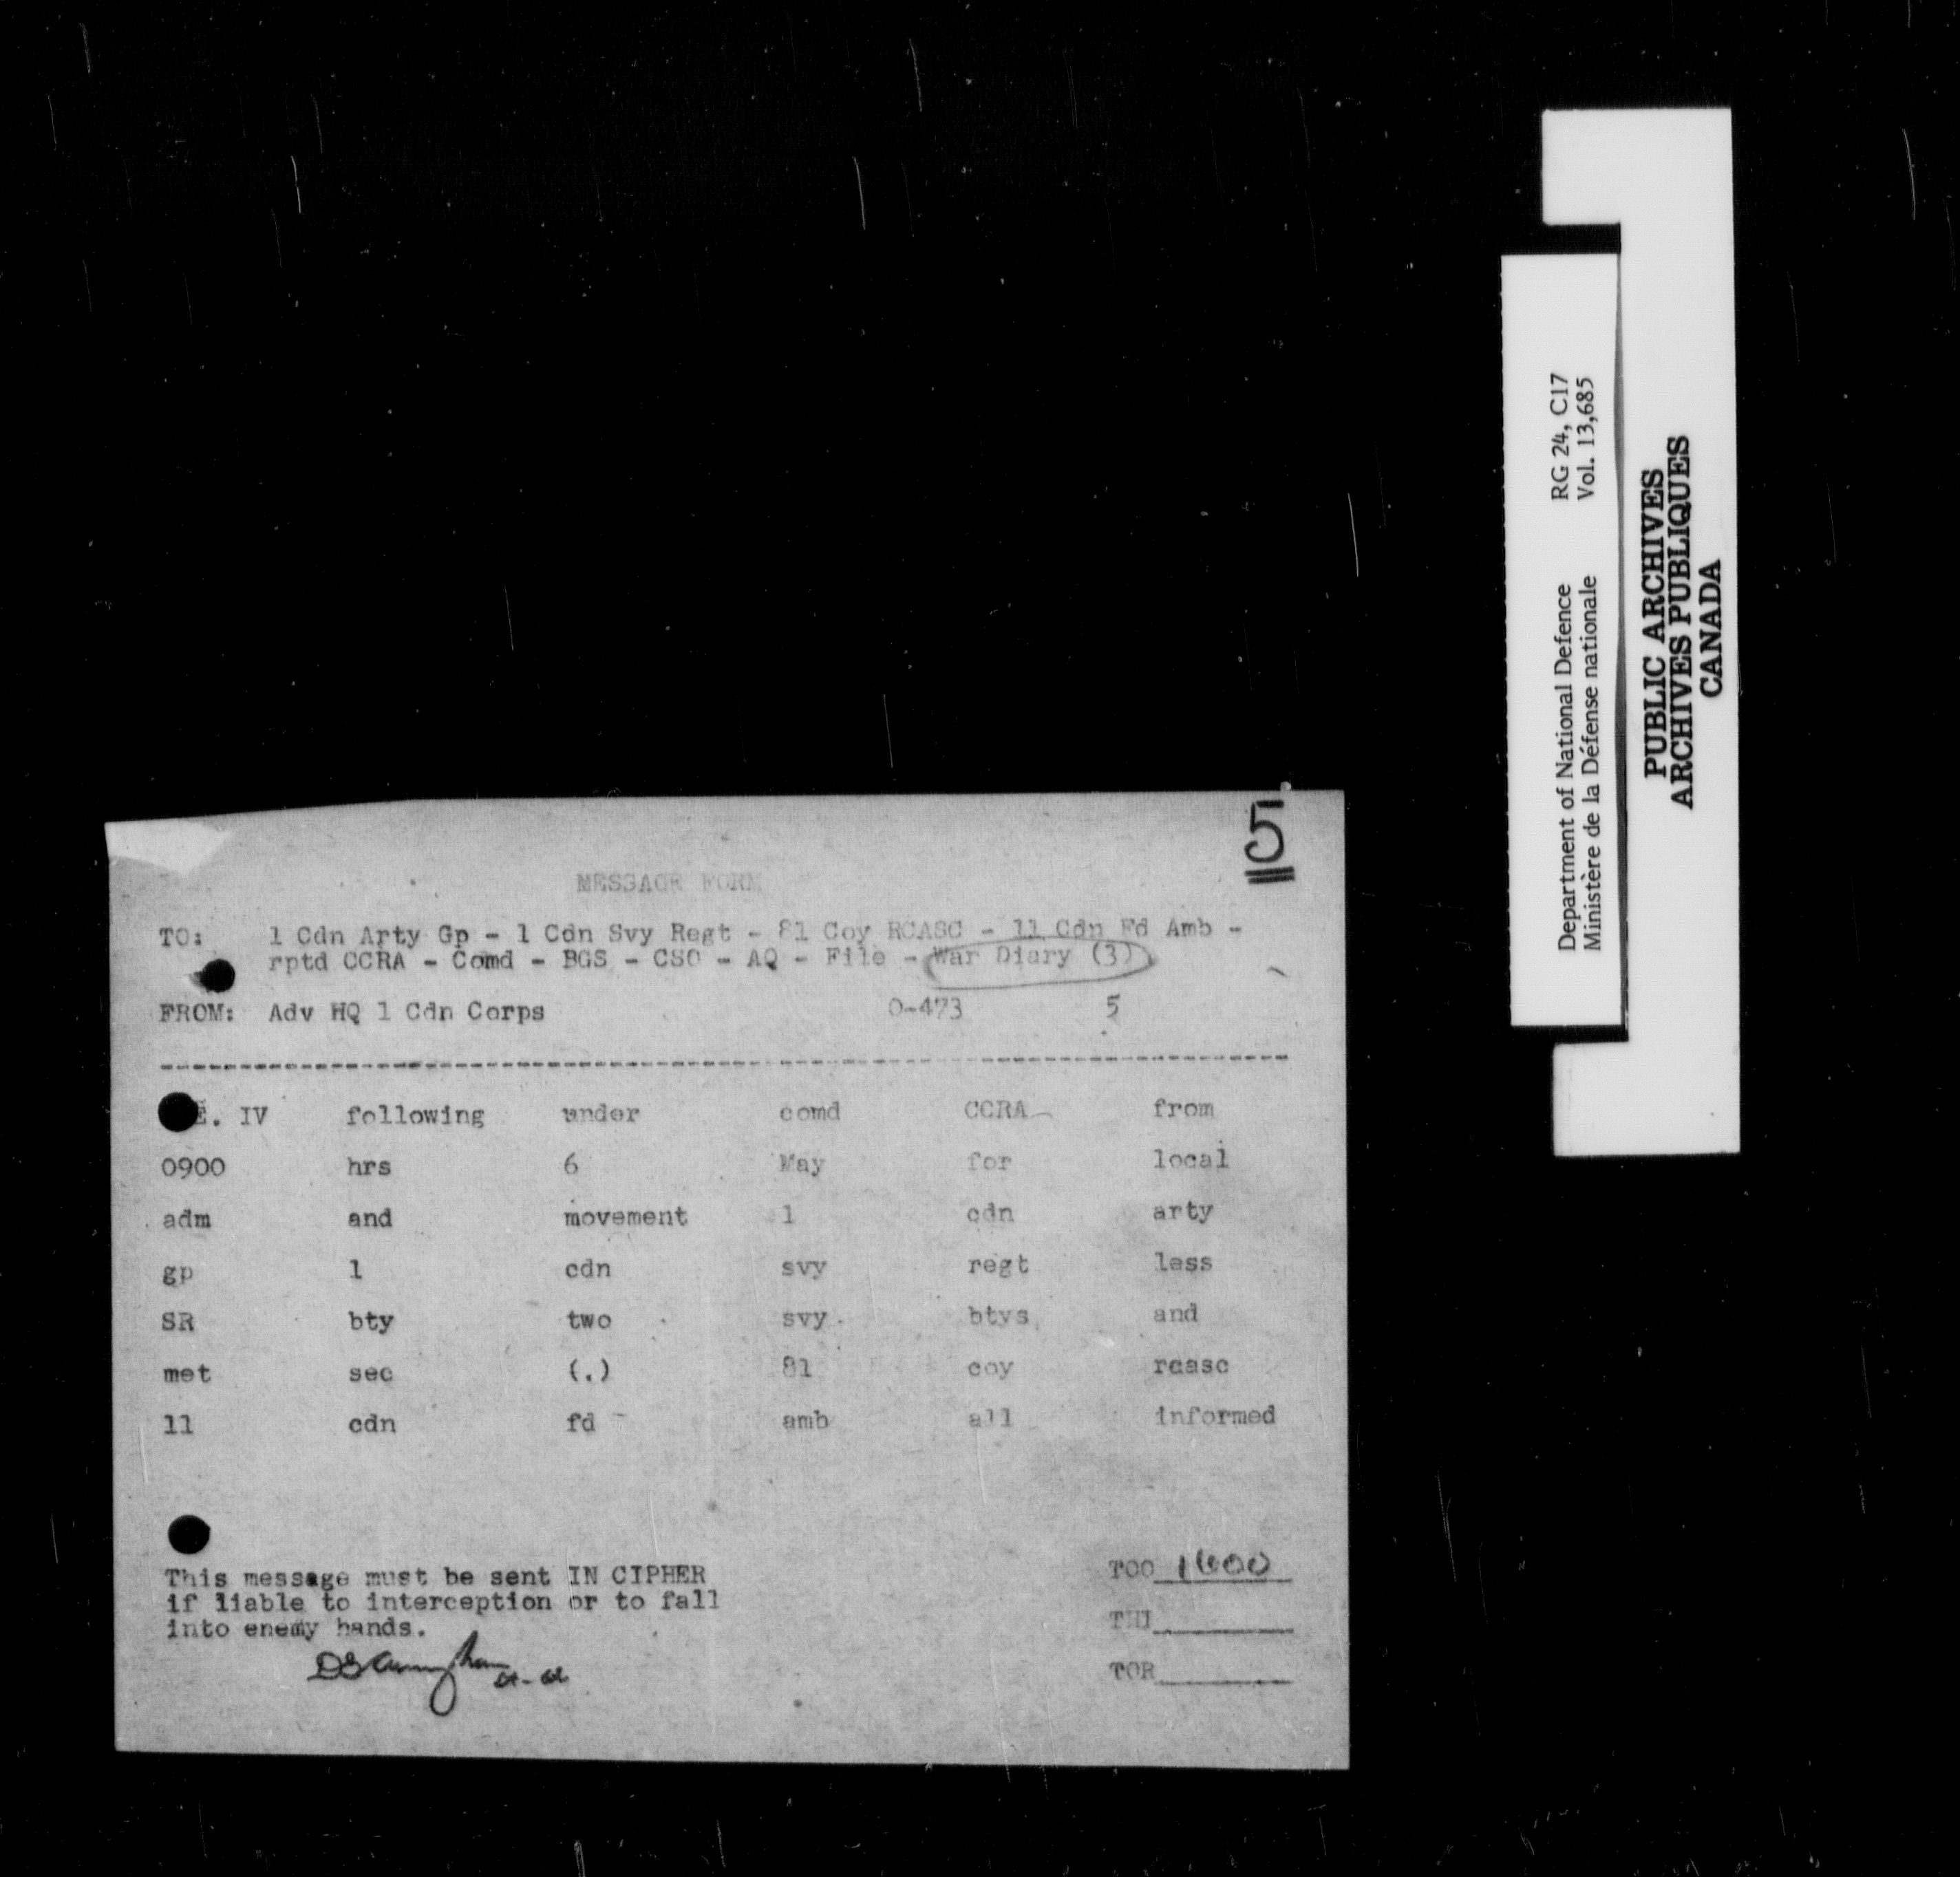 15
MESSAGE FORM
TO: 1 Cdn Arty Gp - 1 Cdn Svy Regt - 81 Coy RCASC - 11 Cdn Fd Amb -
rptd CCRA - Comd - BGS - CSO - AQ - File - War Diary (3)
FROM: Adv HQ 1 Cdn Corps O-473 5
E. IV following under comd CCRA from
0900 hrs 6 May for local
adm and movement 1 cdn arty
gp 1 cdn svy regt less
SR bty two svy btys and
met sec (.) 81 coy rcasc
11 cdn fd amb all informed
This message must be sent IN CIPHER
if liable to interception or to fall
into enemy hands.
TOO 1600
THI
TOR
Department of National Defence RG 24, C17
Ministère de la Défense nationale Vol. 13,685
PUBLIC ARCHIVES
ARCHIVES PUBLIQUES
CANADA